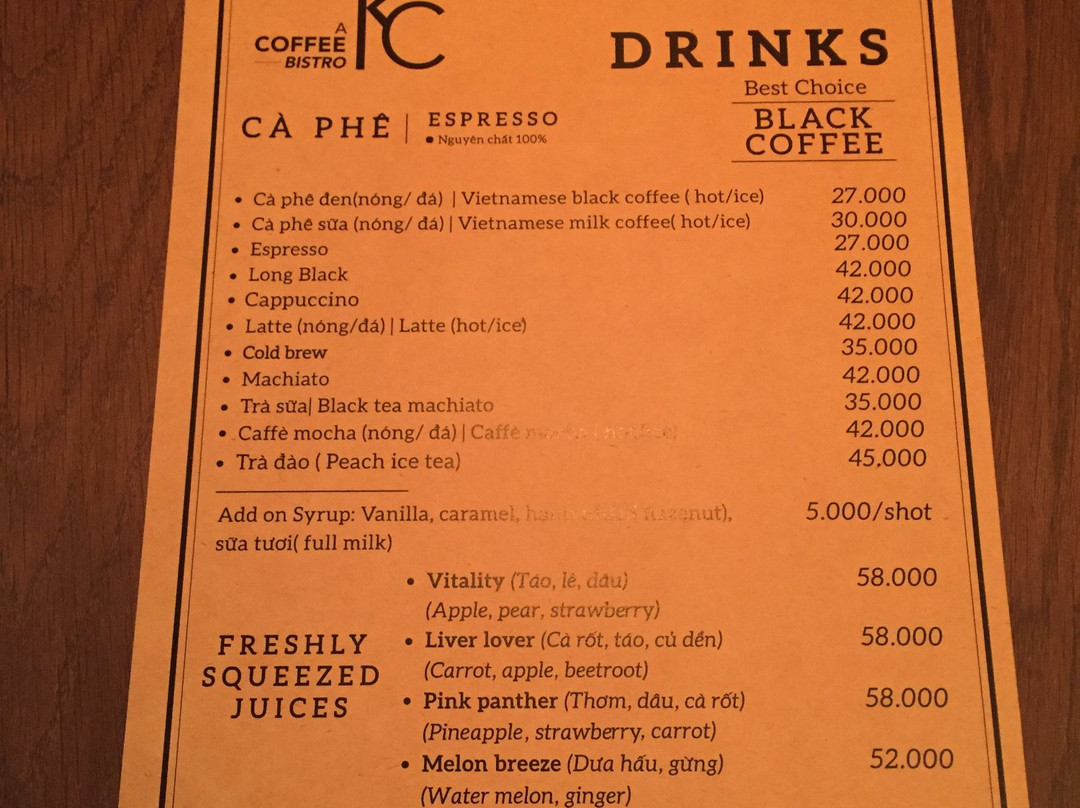 A
COFFEE
BISTRO
KC
DRINKS
Best Choice
BLACK
COFFEE
CÀ PHÊ | ESPRESSO
• Nguyên chất 100%
• Cà phê đen(nóng/ đá) | Vietnamese black coffee ( hot/ice) 27.000
• Cà phê sữa (nóng/ đá) | Vietnamese milk coffee( hot/ice) 30.000
• Espresso 27.000
• Long Black 42.000
• Cappuccino 42.000
• Latte (nóng/đá) | Latte (hot/ice) 42.000
• Cold brew 35.000
• Machiato 42.000
• Trà sữa| Black tea machiato 35.000
• Caffè mocha (nóng/ đá) | Caffè 42.000
• Trà đào ( Peach ice tea) 45.000
Add on Syrup: Vanilla, caramel, 5.000/shot
sữa tươi( full milk)
FRESHLY
SQUEEZED
JUICES
• Vitality (Táo, lê, dâu) 58.000
(Apple, pear, strawberry)
• Liver lover (Cà rốt, táo, củ dền) 58.000
(Carrot, apple, beetroot)
• Pink panther (Thơm, dâu, cà rốt) 58.000
(Pineapple, strawberry, carrot)
• Melon breeze (Dưa hấu, gừng) 52.000
(Water melon, ginger)